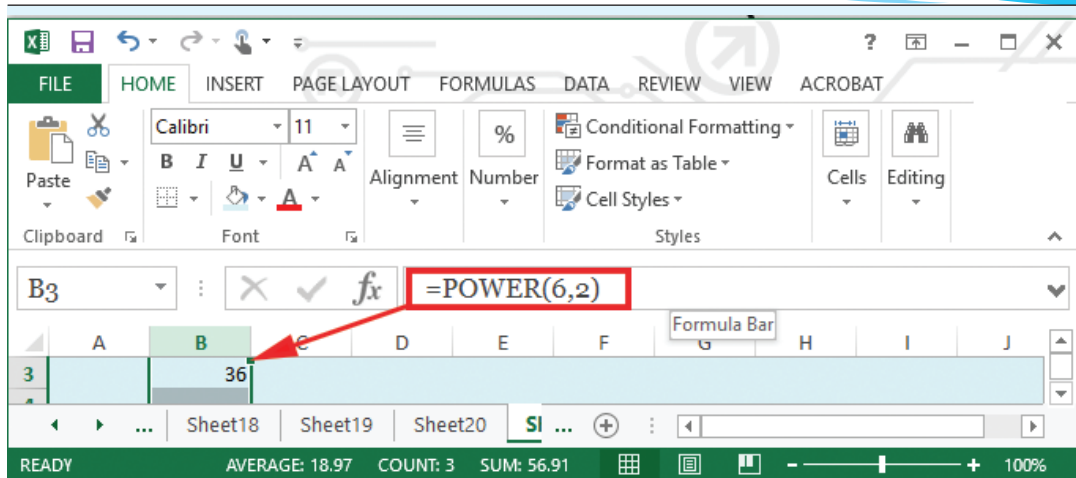 ?
FILE HOME INSERT PAGE LAYOUT FORMULAS DATA REVIEW VIEW ACROBAT
Calibri 11
B I U A A
A
Paste
Alignment
%
Number
Conditional Formatting
Format as Table
Cell Styles
Cells
Editing
Clipboard Font Styles
B3 fx =POWER(6,2)
Formula Bar
A B C D E F G H I J
3 36
4
... Sheet18 Sheet19 Sheet20 ...
READY AVERAGE: 18.97 COUNT: 3 SUM: 56.91 - + 100%